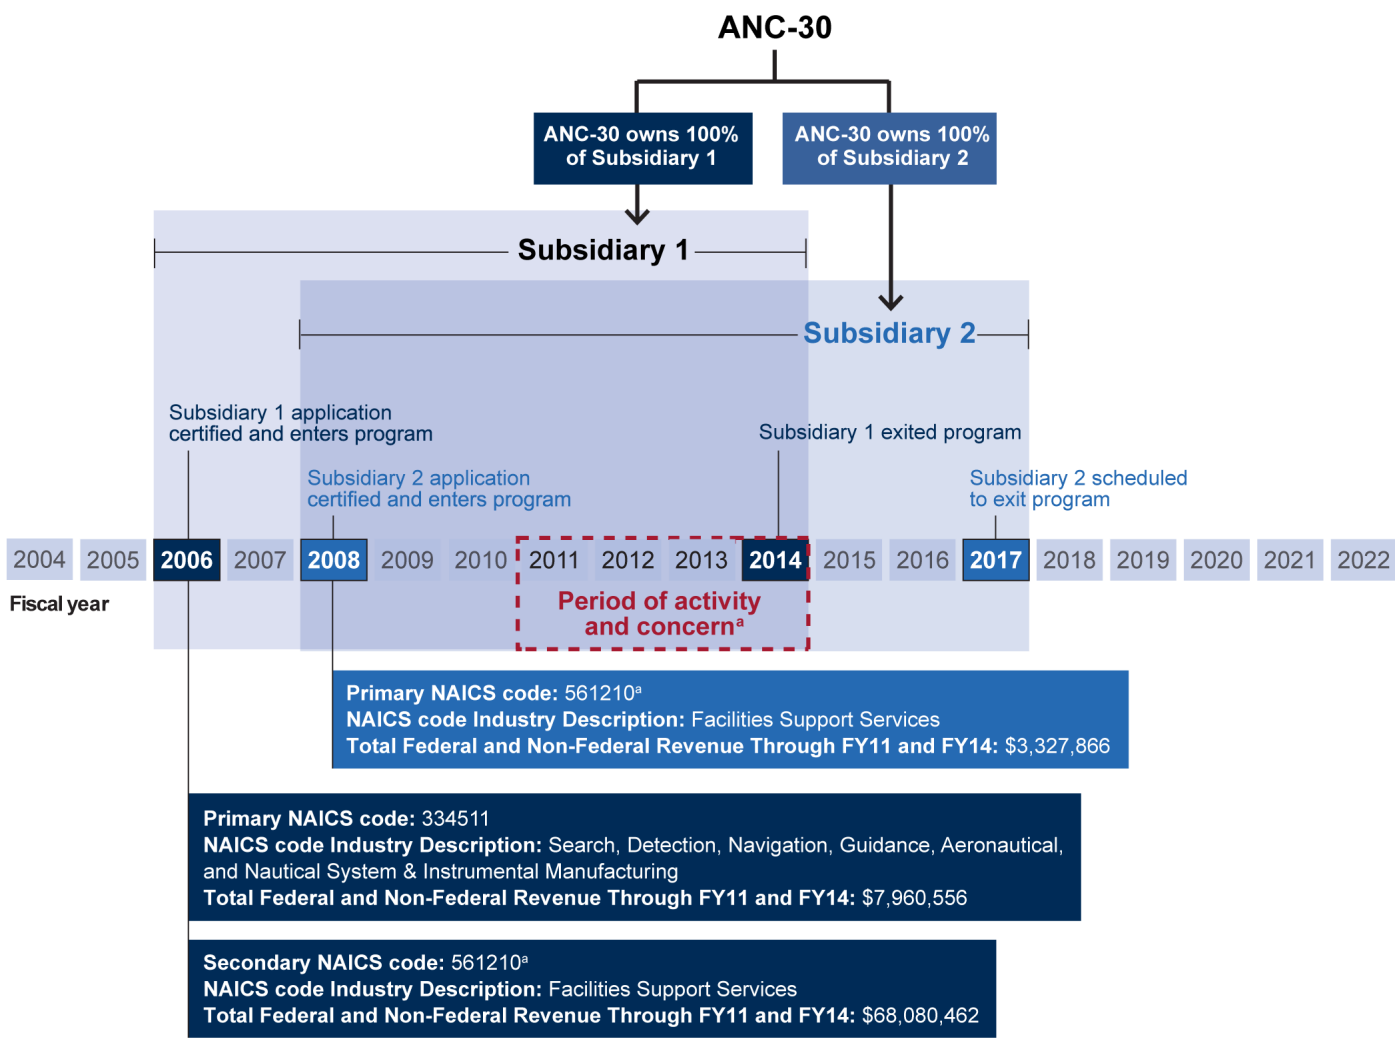 ANC-30
ANC-30 owns 100%
of Subsidiary 1
ANC-30 owns 100%
of Subsidiary 2
Subsidiary 1
Subsidiary 2
Subsidiary 1 application
certified and enters program
Subsidiary 1 exited program
Subsidiary 2 application
certified and enters program
Subsidiary 2 scheduled
to exit program
2004 2005 2006 2007 2008 2009 2010 2011 2012 2013 2014 2015 2016 2017 2018 2019 2020 2021 2022
Fiscal year
Period of activity
and concernᵃ
Primary NAICS code: 561210ᵃ
NAICS code Industry Description: Facilities Support Services
Total Federal and Non-Federal Revenue Through FY11 and FY14: $3,327,866
Primary NAICS code: 334511
NAICS code Industry Description: Search, Detection, Navigation, Guidance, Aeronautical,
and Nautical System & Instrumental Manufacturing
Total Federal and Non-Federal Revenue Through FY11 and FY14: $7,960,556
Secondary NAICS code: 561210ᵃ
NAICS code Industry Description: Facilities Support Services
Total Federal and Non-Federal Revenue Through FY11 and FY14: $68,080,462